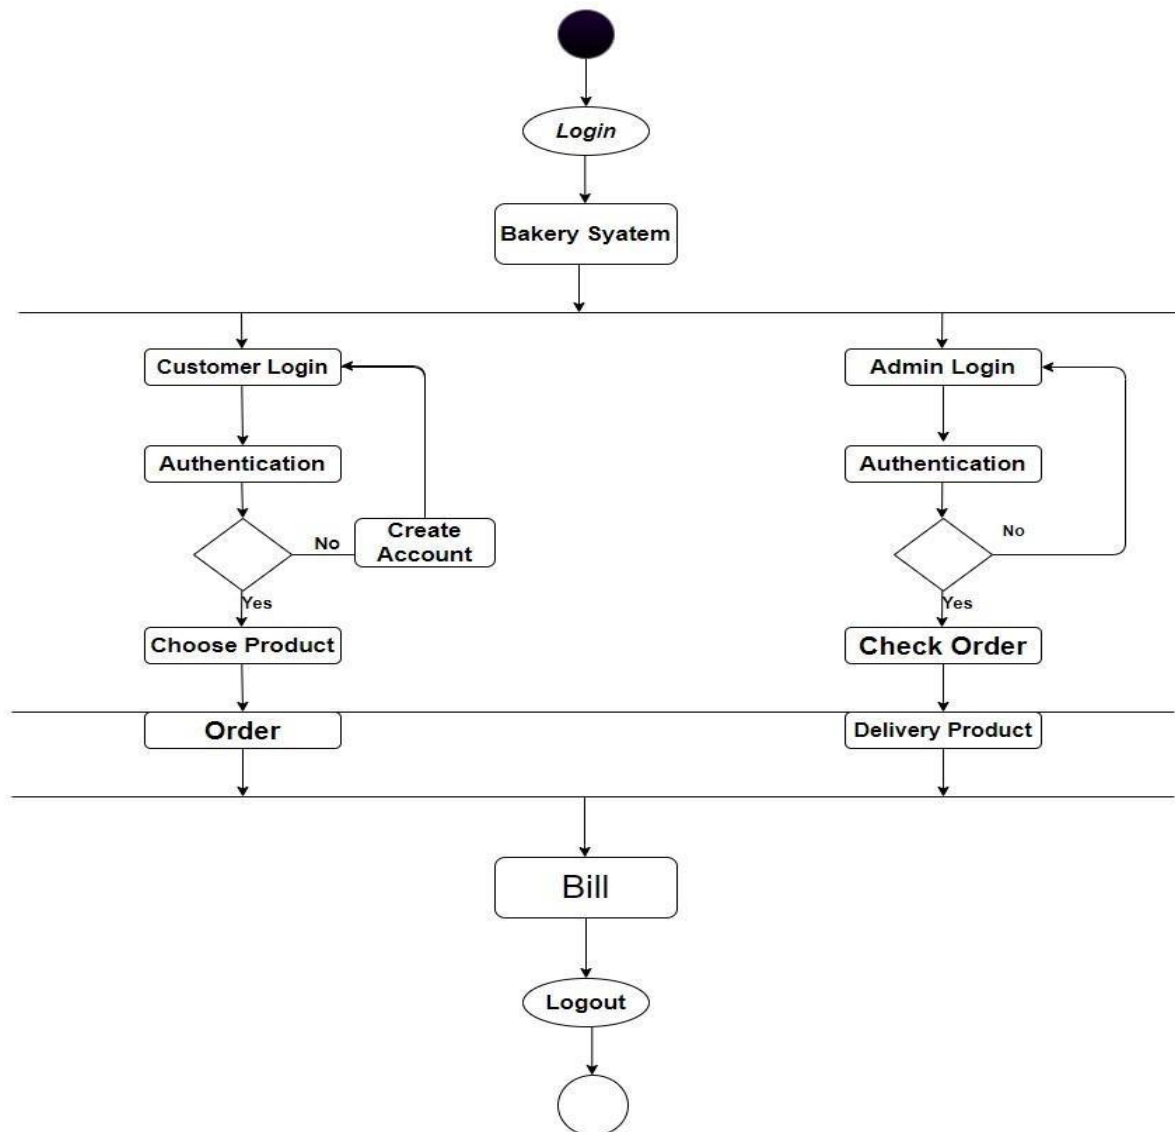 Login
Bakery Syatem
Customer Login
Admin Login
Authentication
Authentication
No
Create
Account
No
Yes
Yes
Choose Product
Check Order
Order
Delivery Product
Bill
Logout